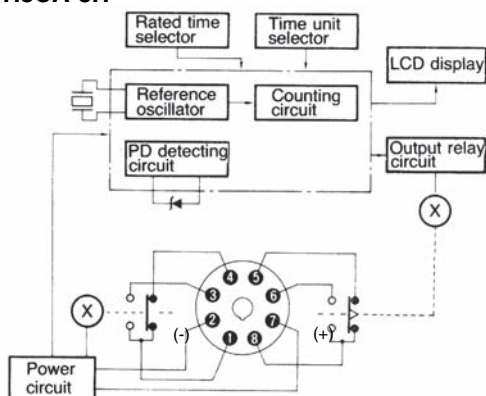 Rated time
selector
Time unit
selector
LCD display
Reference
oscillator
Counting
circuit
PD detecting
circuit
Output relay
circuit
X
4
5
3
6
X
2
7
(-)
(+)
1
8
Power
circuit